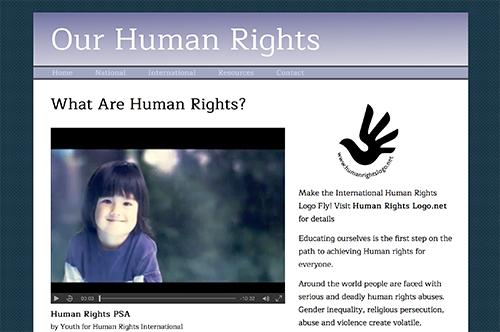 Our Human Rights
Home National International Resources Contact
What Are Human Rights?
00:03 -10:32
Human Rights PSA
by Youth for Human Rights International
www.humanrightslogo.net
Make the International Human Rights
Logo Fly! Visit Human Rights Logo.net
for details
Educating ourselves is the first step on the
path to achieving Human rights for
everyone.
Around the world people are faced with
serious and deadly human rights abuses.
Gender inequality, religious persecution,
abuse and violence create volatile,